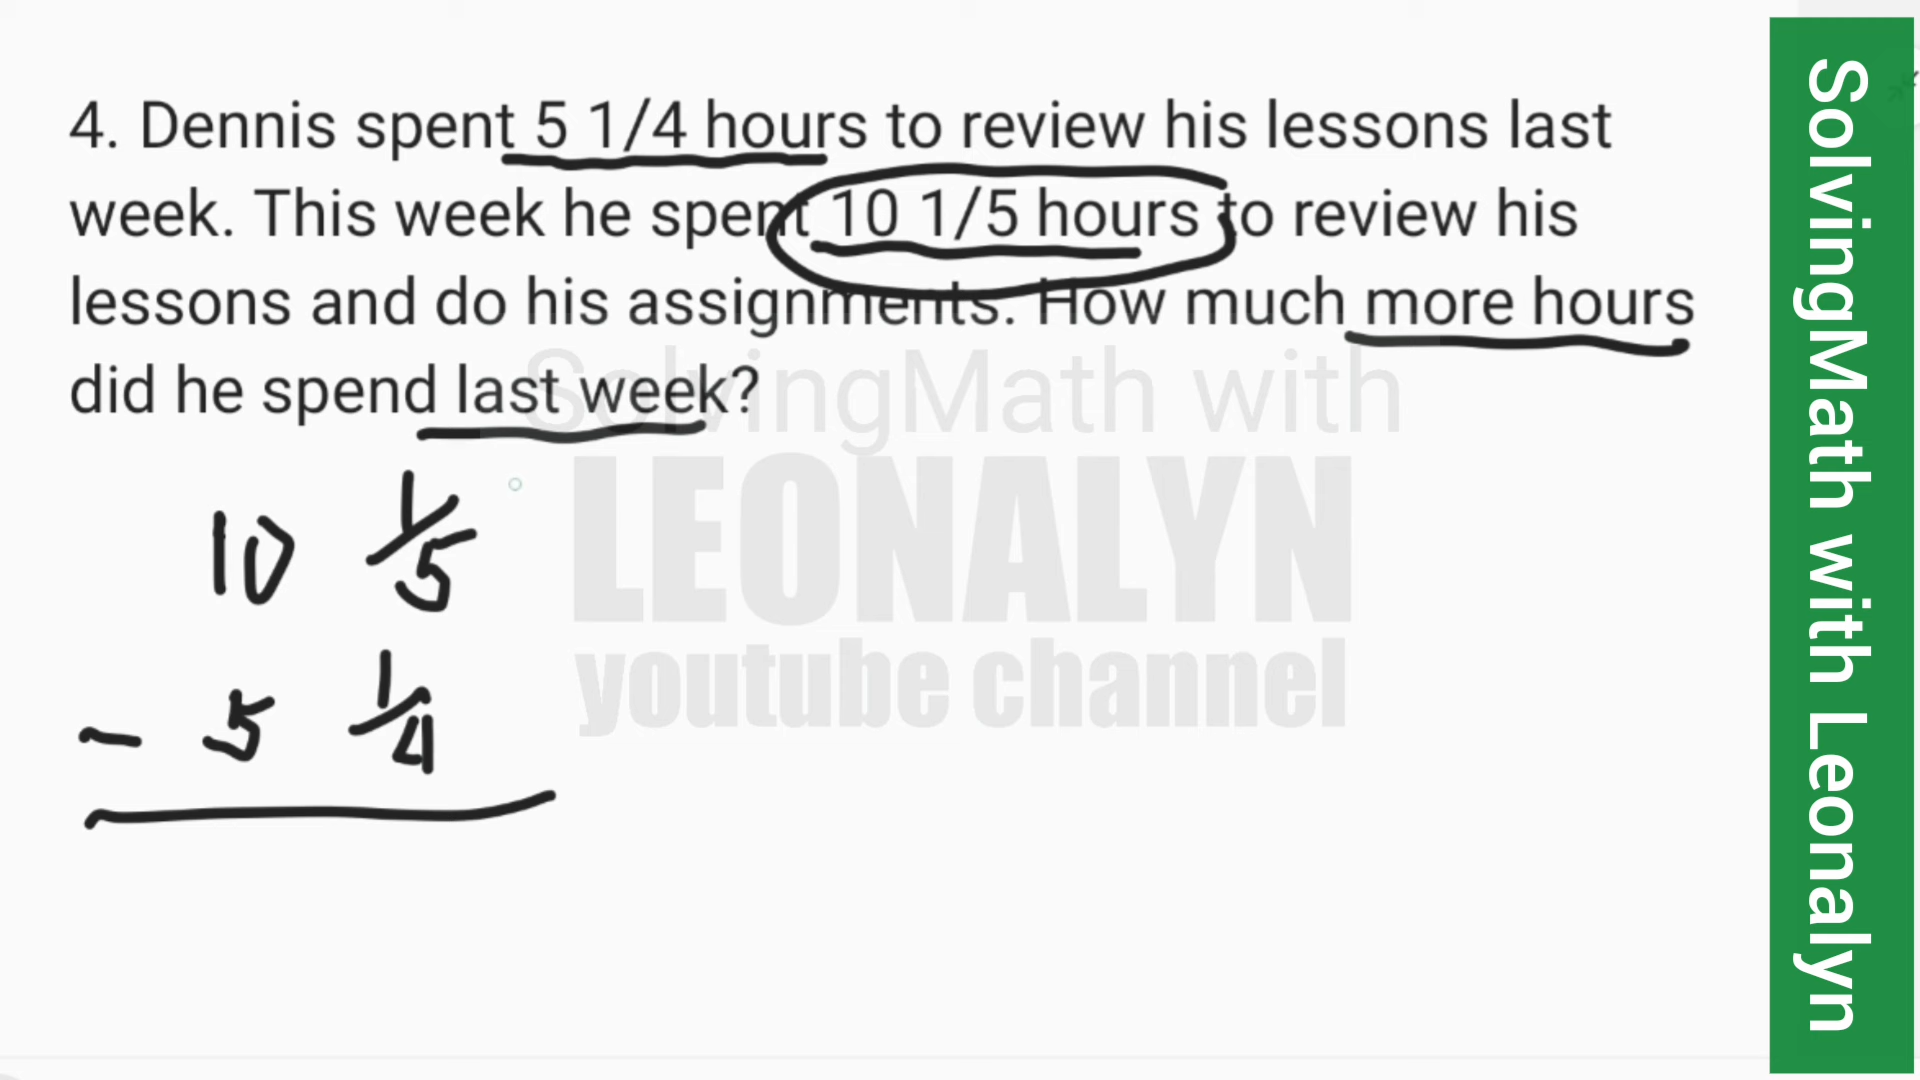 4. Dennis spent 5 1/4 hours to review his lessons last
week. This week he spent 10 1/5 hours to review his
lessons and do his assignments. How much more hours
did he spend last week?
SolvingMath with
LEONALYN
youtube channel
10 1/5
- 5 1/4
SolvingMath with Leonalyn